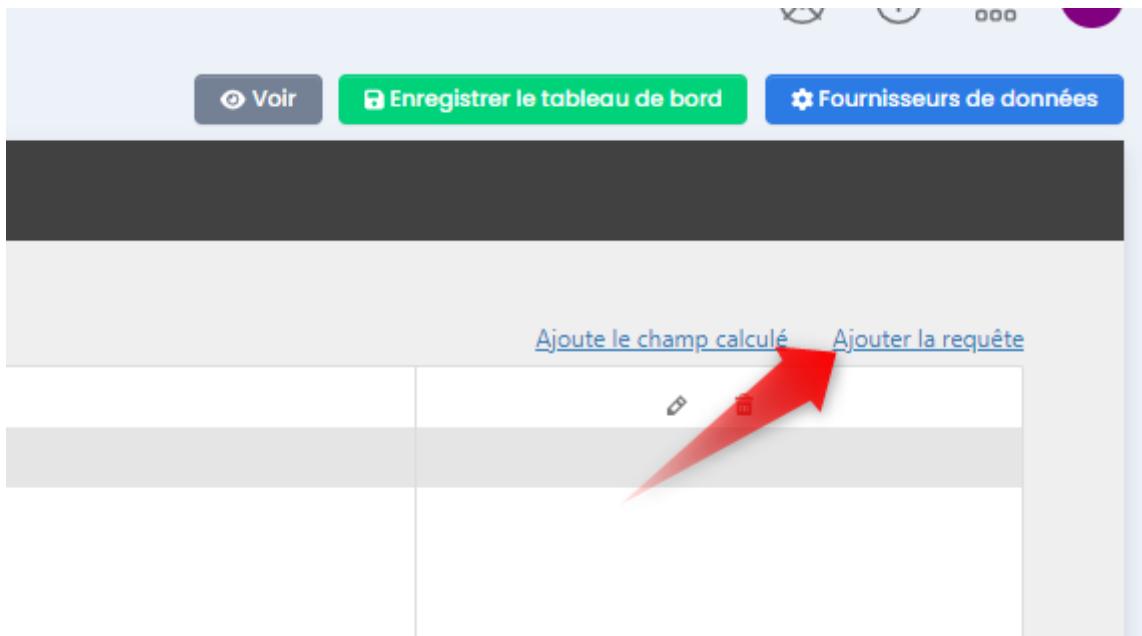 Voir
Enregistrer le tableau de bord
Fournisseurs de données
Ajoute le champ calculé
Ajouter la requête